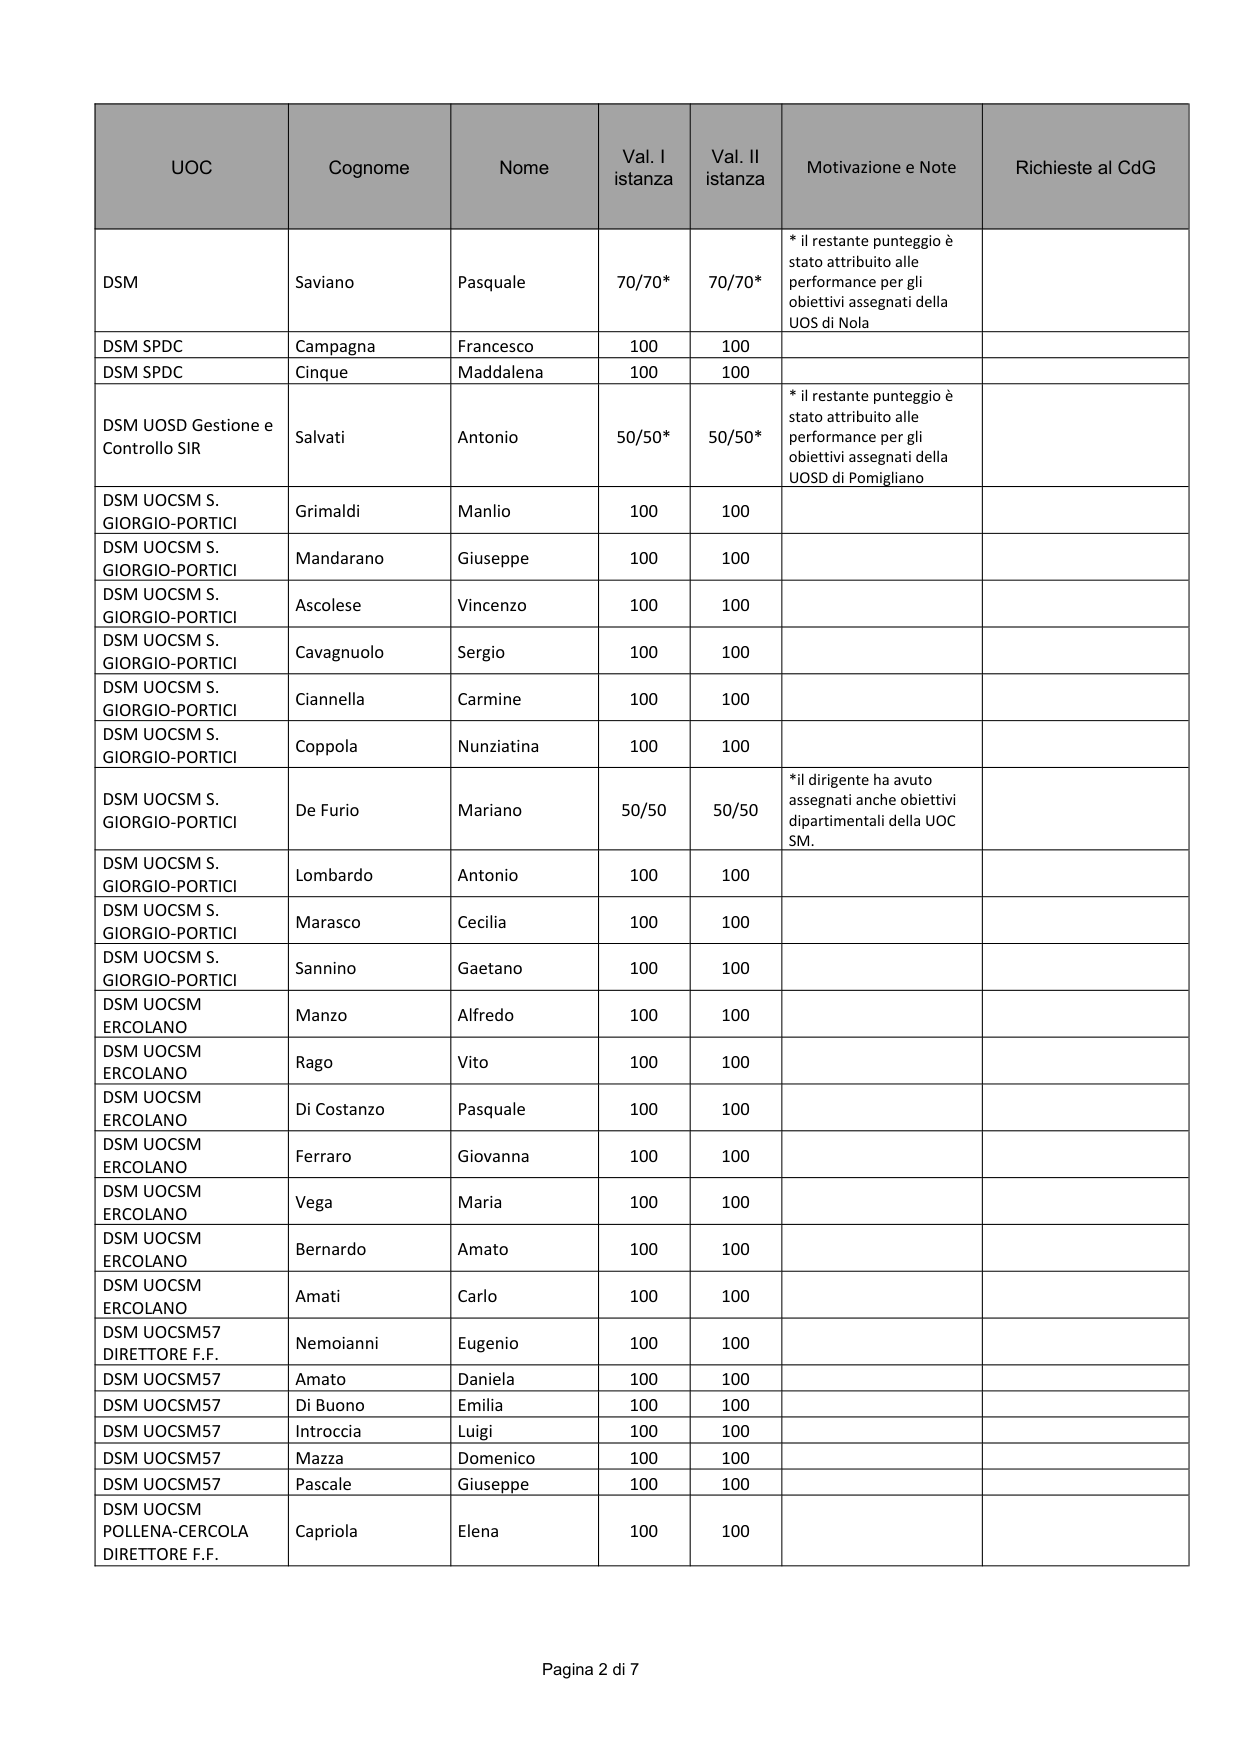 UOC Cognome Nome Val. I istanza Val. II istanza Motivazione e Note Richieste al CdG
DSM Saviano Pasquale 70/70* 70/70* * il restante punteggio è
stato attribuito alle
performance per gli
obiettivi assegnati della
UOS di Nola
DSM SPDC Campagna Francesco 100 100
DSM SPDC Cinque Maddalena 100 100
DSM UOSD Gestione e
Controllo SIR Salvati Antonio 50/50* 50/50* * il restante punteggio è
stato attribuito alle
performance per gli
obiettivi assegnati della
UOSD di Pomigliano
DSM UOCSM S.
GIORGIO-PORTICI Grimaldi Manlio 100 100
DSM UOCSM S.
GIORGIO-PORTICI Mandarano Giuseppe 100 100
DSM UOCSM S.
GIORGIO-PORTICI Ascolese Vincenzo 100 100
DSM UOCSM S.
GIORGIO-PORTICI Cavagnuolo Sergio 100 100
DSM UOCSM S.
GIORGIO-PORTICI Ciannella Carmine 100 100
DSM UOCSM S.
GIORGIO-PORTICI Coppola Nunziatina 100 100
DSM UOCSM S.
GIORGIO-PORTICI De Furio Mariano 50/50 50/50 *il dirigente ha avuto
assegnati anche obiettivi
dipartimentali della UOC
SM.
DSM UOCSM S.
GIORGIO-PORTICI Lombardo Antonio 100 100
DSM UOCSM S.
GIORGIO-PORTICI Marasco Cecilia 100 100
DSM UOCSM S.
GIORGIO-PORTICI Sannino Gaetano 100 100
DSM UOCSM
ERCOLANO Manzo Alfredo 100 100
DSM UOCSM
ERCOLANO Rago Vito 100 100
DSM UOCSM
ERCOLANO Di Costanzo Pasquale 100 100
DSM UOCSM
ERCOLANO Ferraro Giovanna 100 100
DSM UOCSM
ERCOLANO Vega Maria 100 100
DSM UOCSM
ERCOLANO Bernardo Amato 100 100
DSM UOCSM
ERCOLANO Amati Carlo 100 100
DSM UOCSM57
DIRETTORE F.F. Nemoianni Eugenio 100 100
DSM UOCSM57 Amato Daniela 100 100
DSM UOCSM57 Di Buono Emilia 100 100
DSM UOCSM57 Introccia Luigi 100 100
DSM UOCSM57 Mazza Domenico 100 100
DSM UOCSM57 Pascale Giuseppe 100 100
DSM UOCSM
POLLENA-CERCOLA
DIRETTORE F.F. Capriola Elena 100 100
Pagina 2 di 7